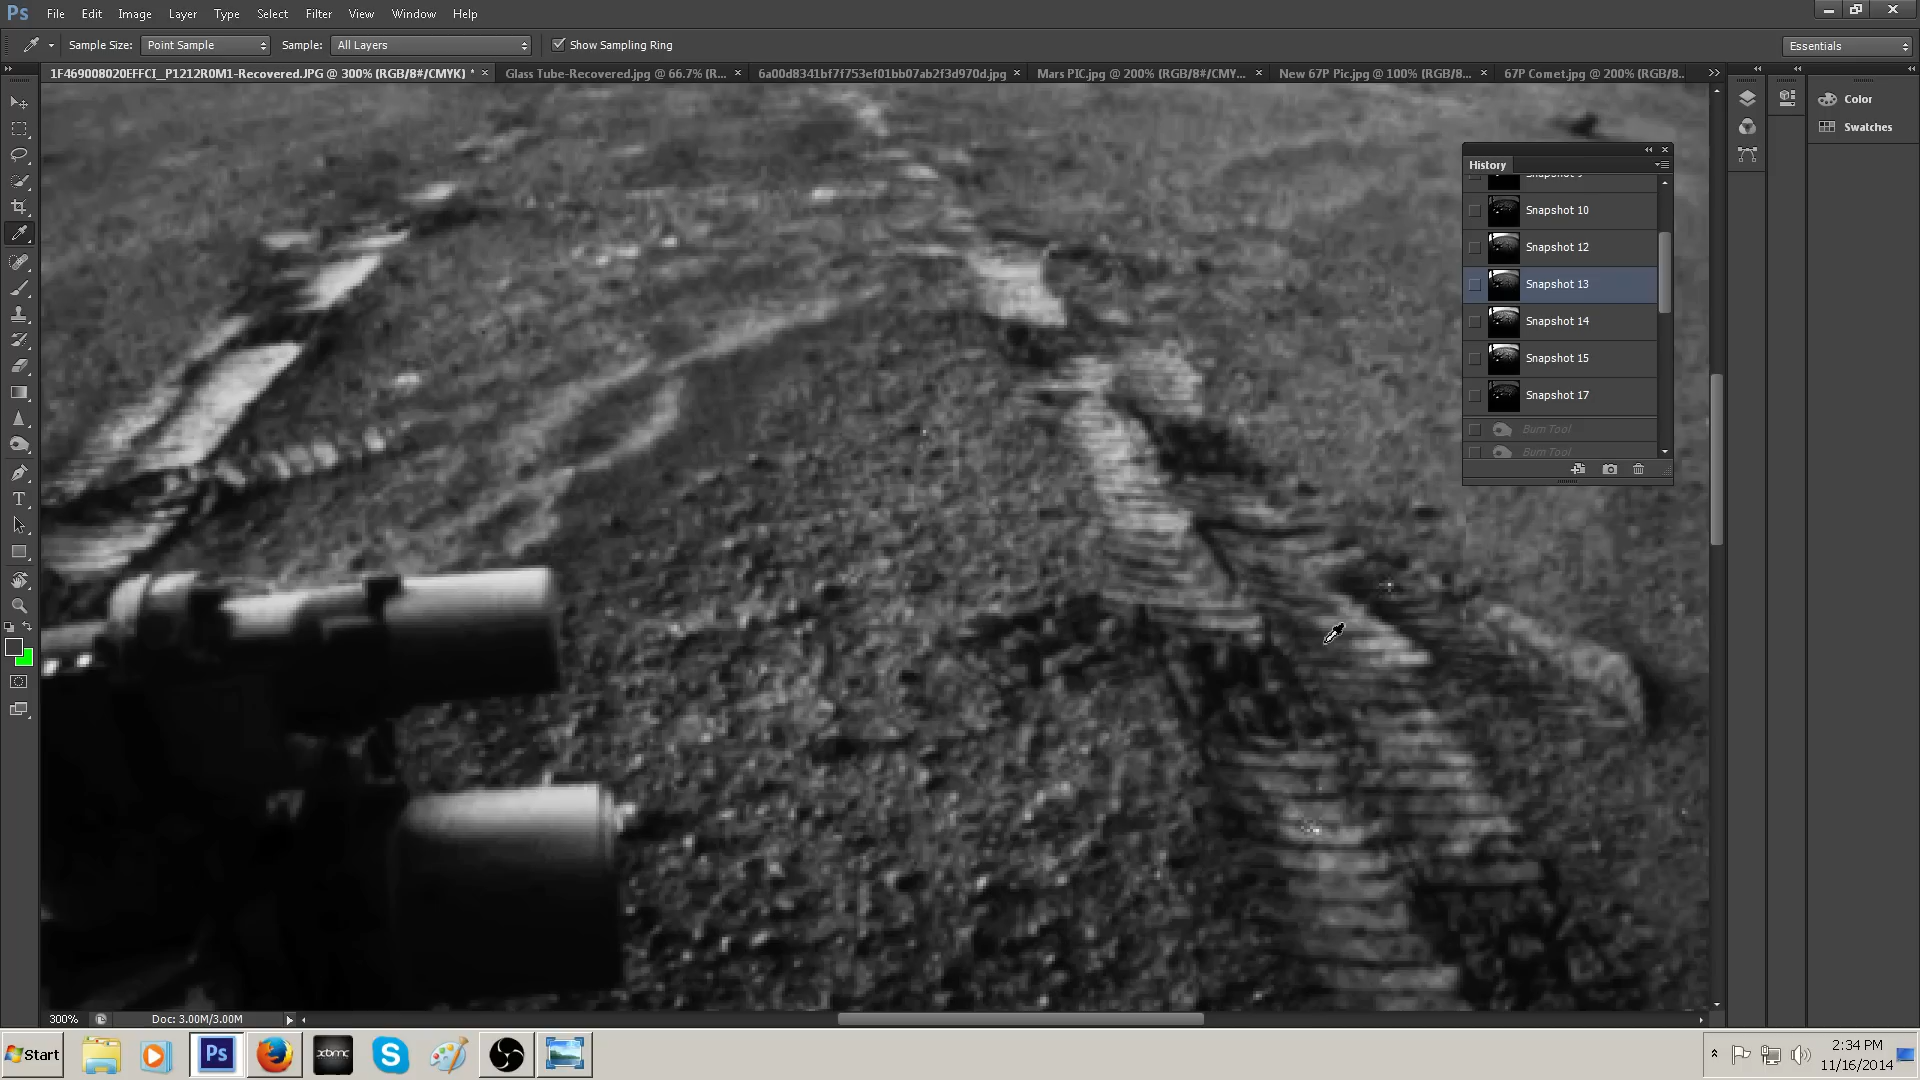 Ps File Edit Image Layer Type Select Filter View Window Help
Sample Size: Point Sample Sample: All Layers Show Sampling Ring Essentials
1F469008020EFFCI_P1212R0M1-Recovered.JPG @ 300% (RGB/8#/CMYK) * Glass Tube-Recovered.jpg @ 66.7% (R... 6a00d8341bf7f753ef01bb07ab2f3d970d.jpg Mars PIC.jpg @ 200% (RGB/8#/CMY... New 67P Pic.jpg @ 100% (RGB/8... 67P Comet.jpg @ 200% (RGB/8..
Color
Swatches
History
Snapshot 9
Snapshot 10
Snapshot 12
Snapshot 13
Snapshot 14
Snapshot 15
Snapshot 17
Burn Tool
Burn Tool
T
300% Doc: 3.00M/3.00M
Start Ps xbmc S
2:34 PM
11/16/2014